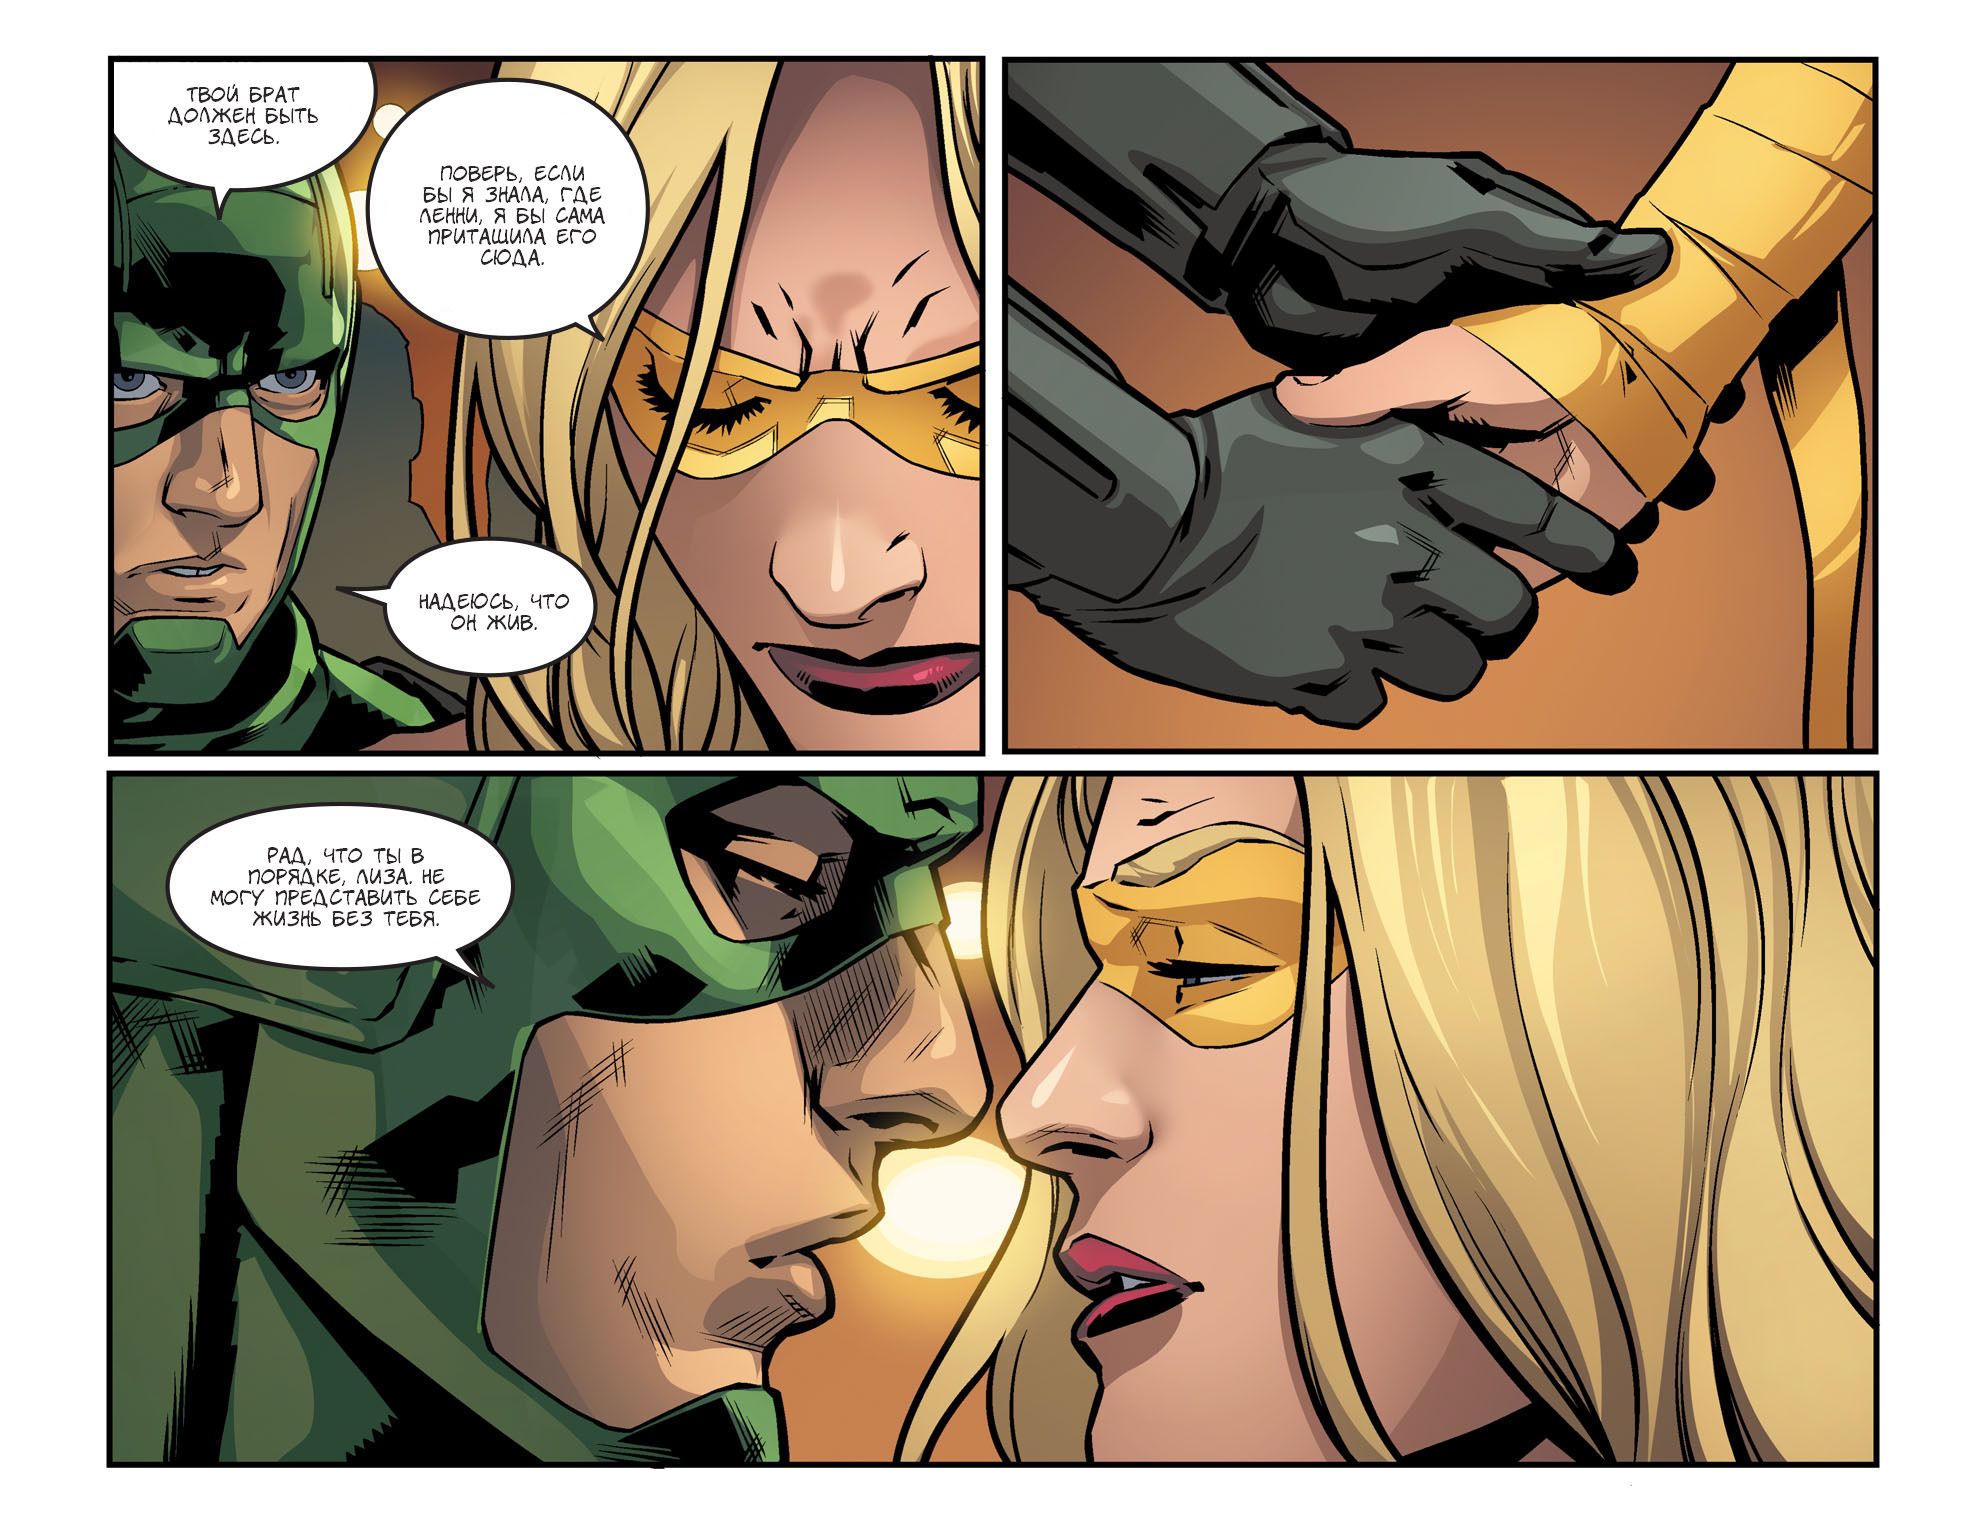 ТВОЙ БРАТ
ДОЛЖЕН БЫТЬ
ЗДЕСЬ.
ПОВЕРЬ, ЕСЛИ
БЫ Я ЗНАЛА, ГДЕ
ЛЕННИ, Я БЫ САМА
ПРИТАЩИЛА ЕГО
СЮДА.
НАДЕЮСЬ, ЧТО
ОН ЖИВ.
РАД, ЧТО ТЫ В
ПОРЯДКЕ, ЛИЗА. НЕ
МОГУ ПРЕДСТАВИТЬ СЕБЕ
ЖИЗНЬ БЕЗ ТЕБЯ.